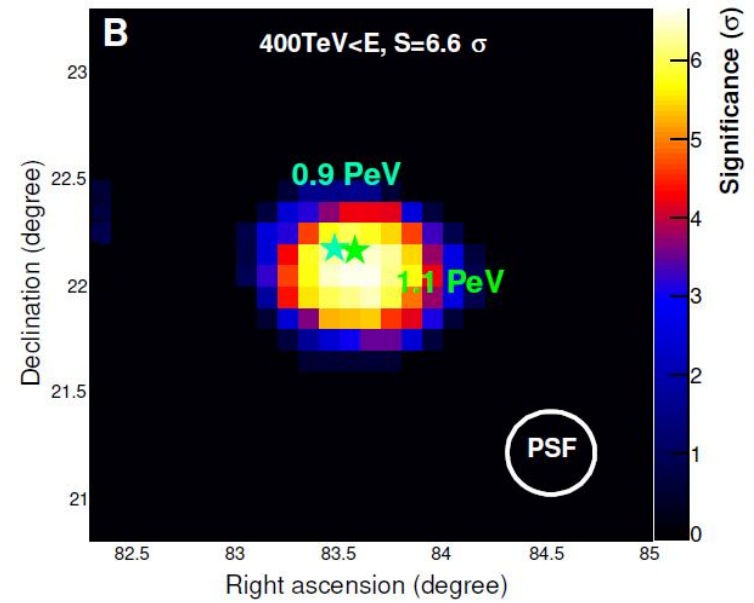 B
400TeV<E, S=6.6 σ
0.9 PeV
1.1 PeV
PSF
Declination (degree)
23
22.5
22
21.5
21
82.5 83 83.5 84 84.5 85
Right ascension (degree)
Significance (σ)
6
5
4
3
2
1
0